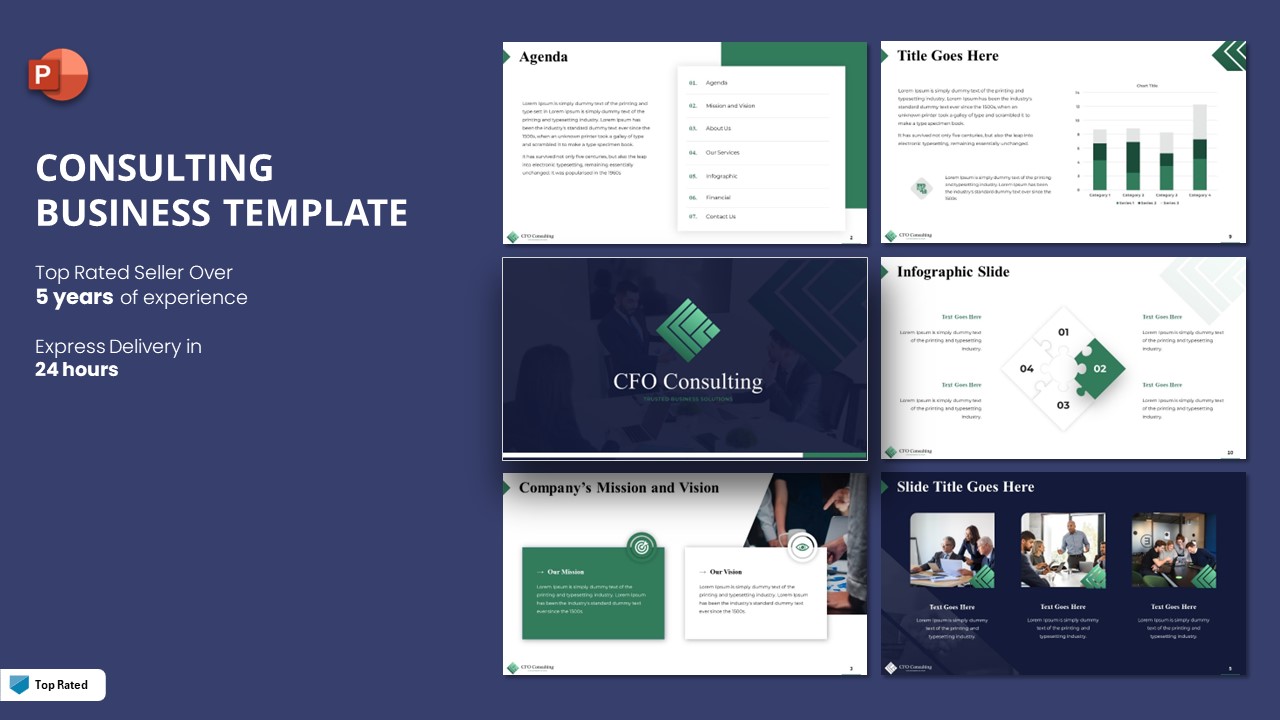 P
CONSULTING
BUSINESS TEMPLATE
Top Rated Seller Over
5 years of experience
Express Delivery in
24 hours
Top Rated
Agenda
Lorem Ipsum is simply dummy text of the printing and
type-set! in Lorem Ipsum is simply dummy text of the
printing and typesetting industry. Lorem Ipsum has
been the industry's standard dummy text ever since the
1500s, when an unknown printer took a galley of type
and scrambled it to make a type specimen book.
It has survived not only five centuries, but also the leap
into electronic typesetting, remaining essentially
unchanged. It was popularized in the 1960s
01. Agenda
02. Mission and Vision
03. About Us
04. Our Services
05. Infographic
06. Financial
07. Contact Us
CFO Consulting
2
Title Goes Here
Lorem Ipsum is simply dummy text of the printing and
typesetting industry. Lorem Ipsum has been the industry's
standard dummy text ever since the 1500s, when an
unknown printer took a galley of type and scrambled it to
make a type specimen book.
It has survived not only five centuries, but also the leap into
electronic typesetting, remaining essentially unchanged.
Lorem Ipsum is simply dummy text of the printing
and typesetting industry. Lorem Ipsum has been
the industry's standard dummy text ever since the
1500s
Chart Title
14
12
10
8
6
4
2
0
Category 1 Category 2 Category 3 Category 4
Series 1 Series 2 Series 3
CFO Consulting
9
CFO Consulting
TRUSTED BUSINESS SOLUTIONS
Infographic Slide
Text Goes Here
Lorem Ipsum is simply dummy text
of the printing and typesetting
industry.
Text Goes Here
Lorem Ipsum is simply dummy text
of the printing and typesetting
industry.
01
02
03
04
Text Goes Here
Lorem Ipsum is simply dummy text
of the printing and typesetting
industry.
Text Goes Here
Lorem Ipsum is simply dummy text
of the printing and typesetting
industry.
CFO Consulting
10
Company's Mission and Vision
→ Our Mission
Lorem Ipsum is simply dummy text of the
printing and typesetting industry. Lorem Ipsum
has been the industry's standard dummy text
ever since the 1500s.
→ Our Vision
Lorem Ipsum is simply dummy text of the
printing and typesetting industry. Lorem Ipsum
has been the industry's standard dummy text
ever since the 1500s.
CFO Consulting
3
Slide Title Goes Here
Text Goes Here
Lorem Ipsum is simply dummy
text of the printing and
typesetting industry.
Text Goes Here
Lorem Ipsum is simply dummy
text of the printing and
typesetting industry.
Text Goes Here
Lorem Ipsum is simply dummy
text of the printing and
typesetting industry.
CFO Consulting
5